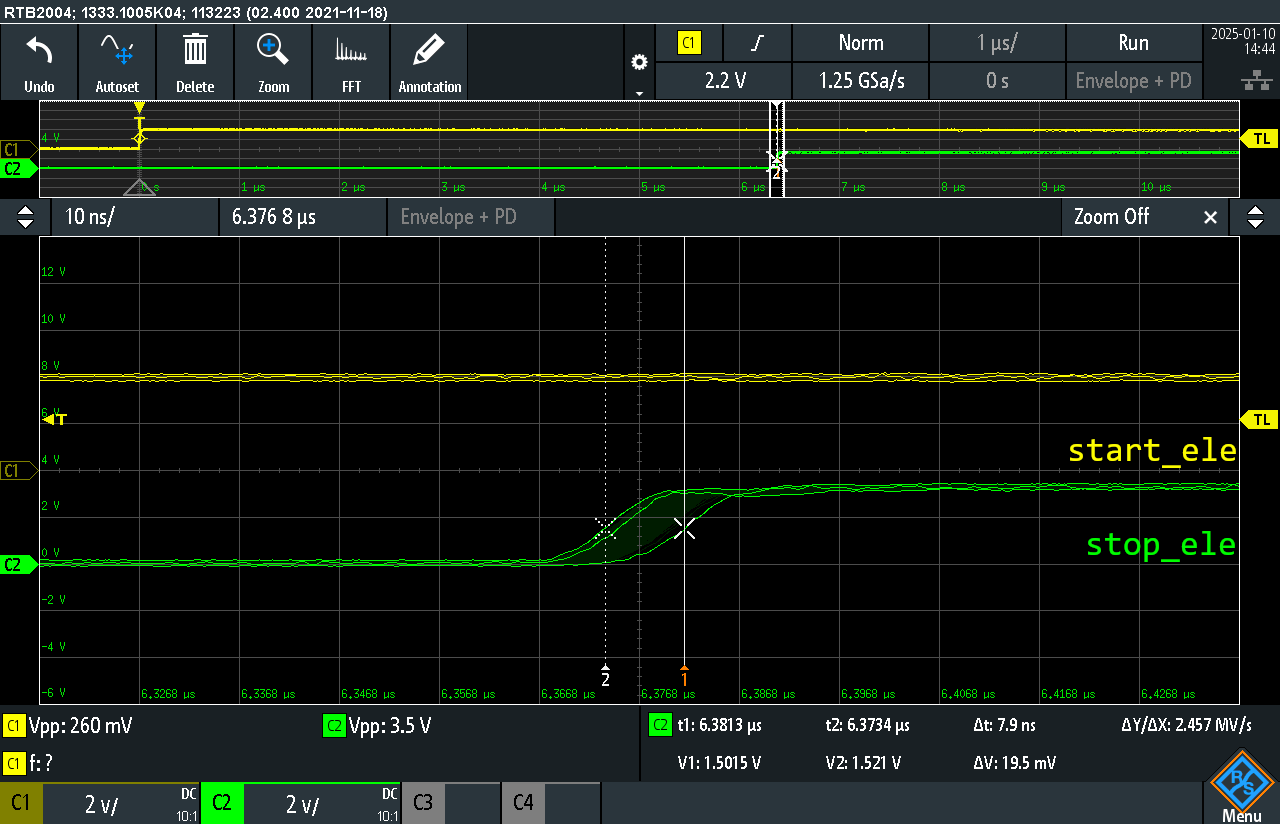 RTB2004; 1333.1005K04; 113223 (02.400 2021-11-18)
Undo Autoset Delete Zoom FFT Annotation
C1 Norm 1 µs/ Run 2025-01-10
14:44
2.2 V 1.25 GSa/s 0 s Envelope + PD
T
4 V
C1
TL
C2
2
0 s 1 µs 2 µs 3 µs 4 µs 5 µs 6 µs 7 µs 8 µs 9 µs 10 µs
10 ns/ 6.376 8 µs Envelope + PD Zoom Off
12 V
10 V
8 V
6 V
T TL
4 V
start_ele
C1
2 V
stop_ele
0 V
C2
-2 V
-4 V
2 1
-6 V 6,3268 µs 6,3368 µs 6,3468 µs 6,3568 µs 6,3668 µs 6,3768 µs 6,3868 µs 6,3968 µs 6,4068 µs 6,4168 µs 6,4268 µs
C1 Vpp: 260 mV C2 Vpp: 3.5 V C2 t1: 6.3813 µs t2: 6.3734 µs Δt: 7.9 ns ΔY/ΔX: 2.457 MV/s
C1 f: ? V1: 1.5015 V V2: 1.521 V ΔV: 19.5 mV
C1 2 V/ DC 10:1 C2 2 V/ DC 10:1 C3 C4
R S
Menu